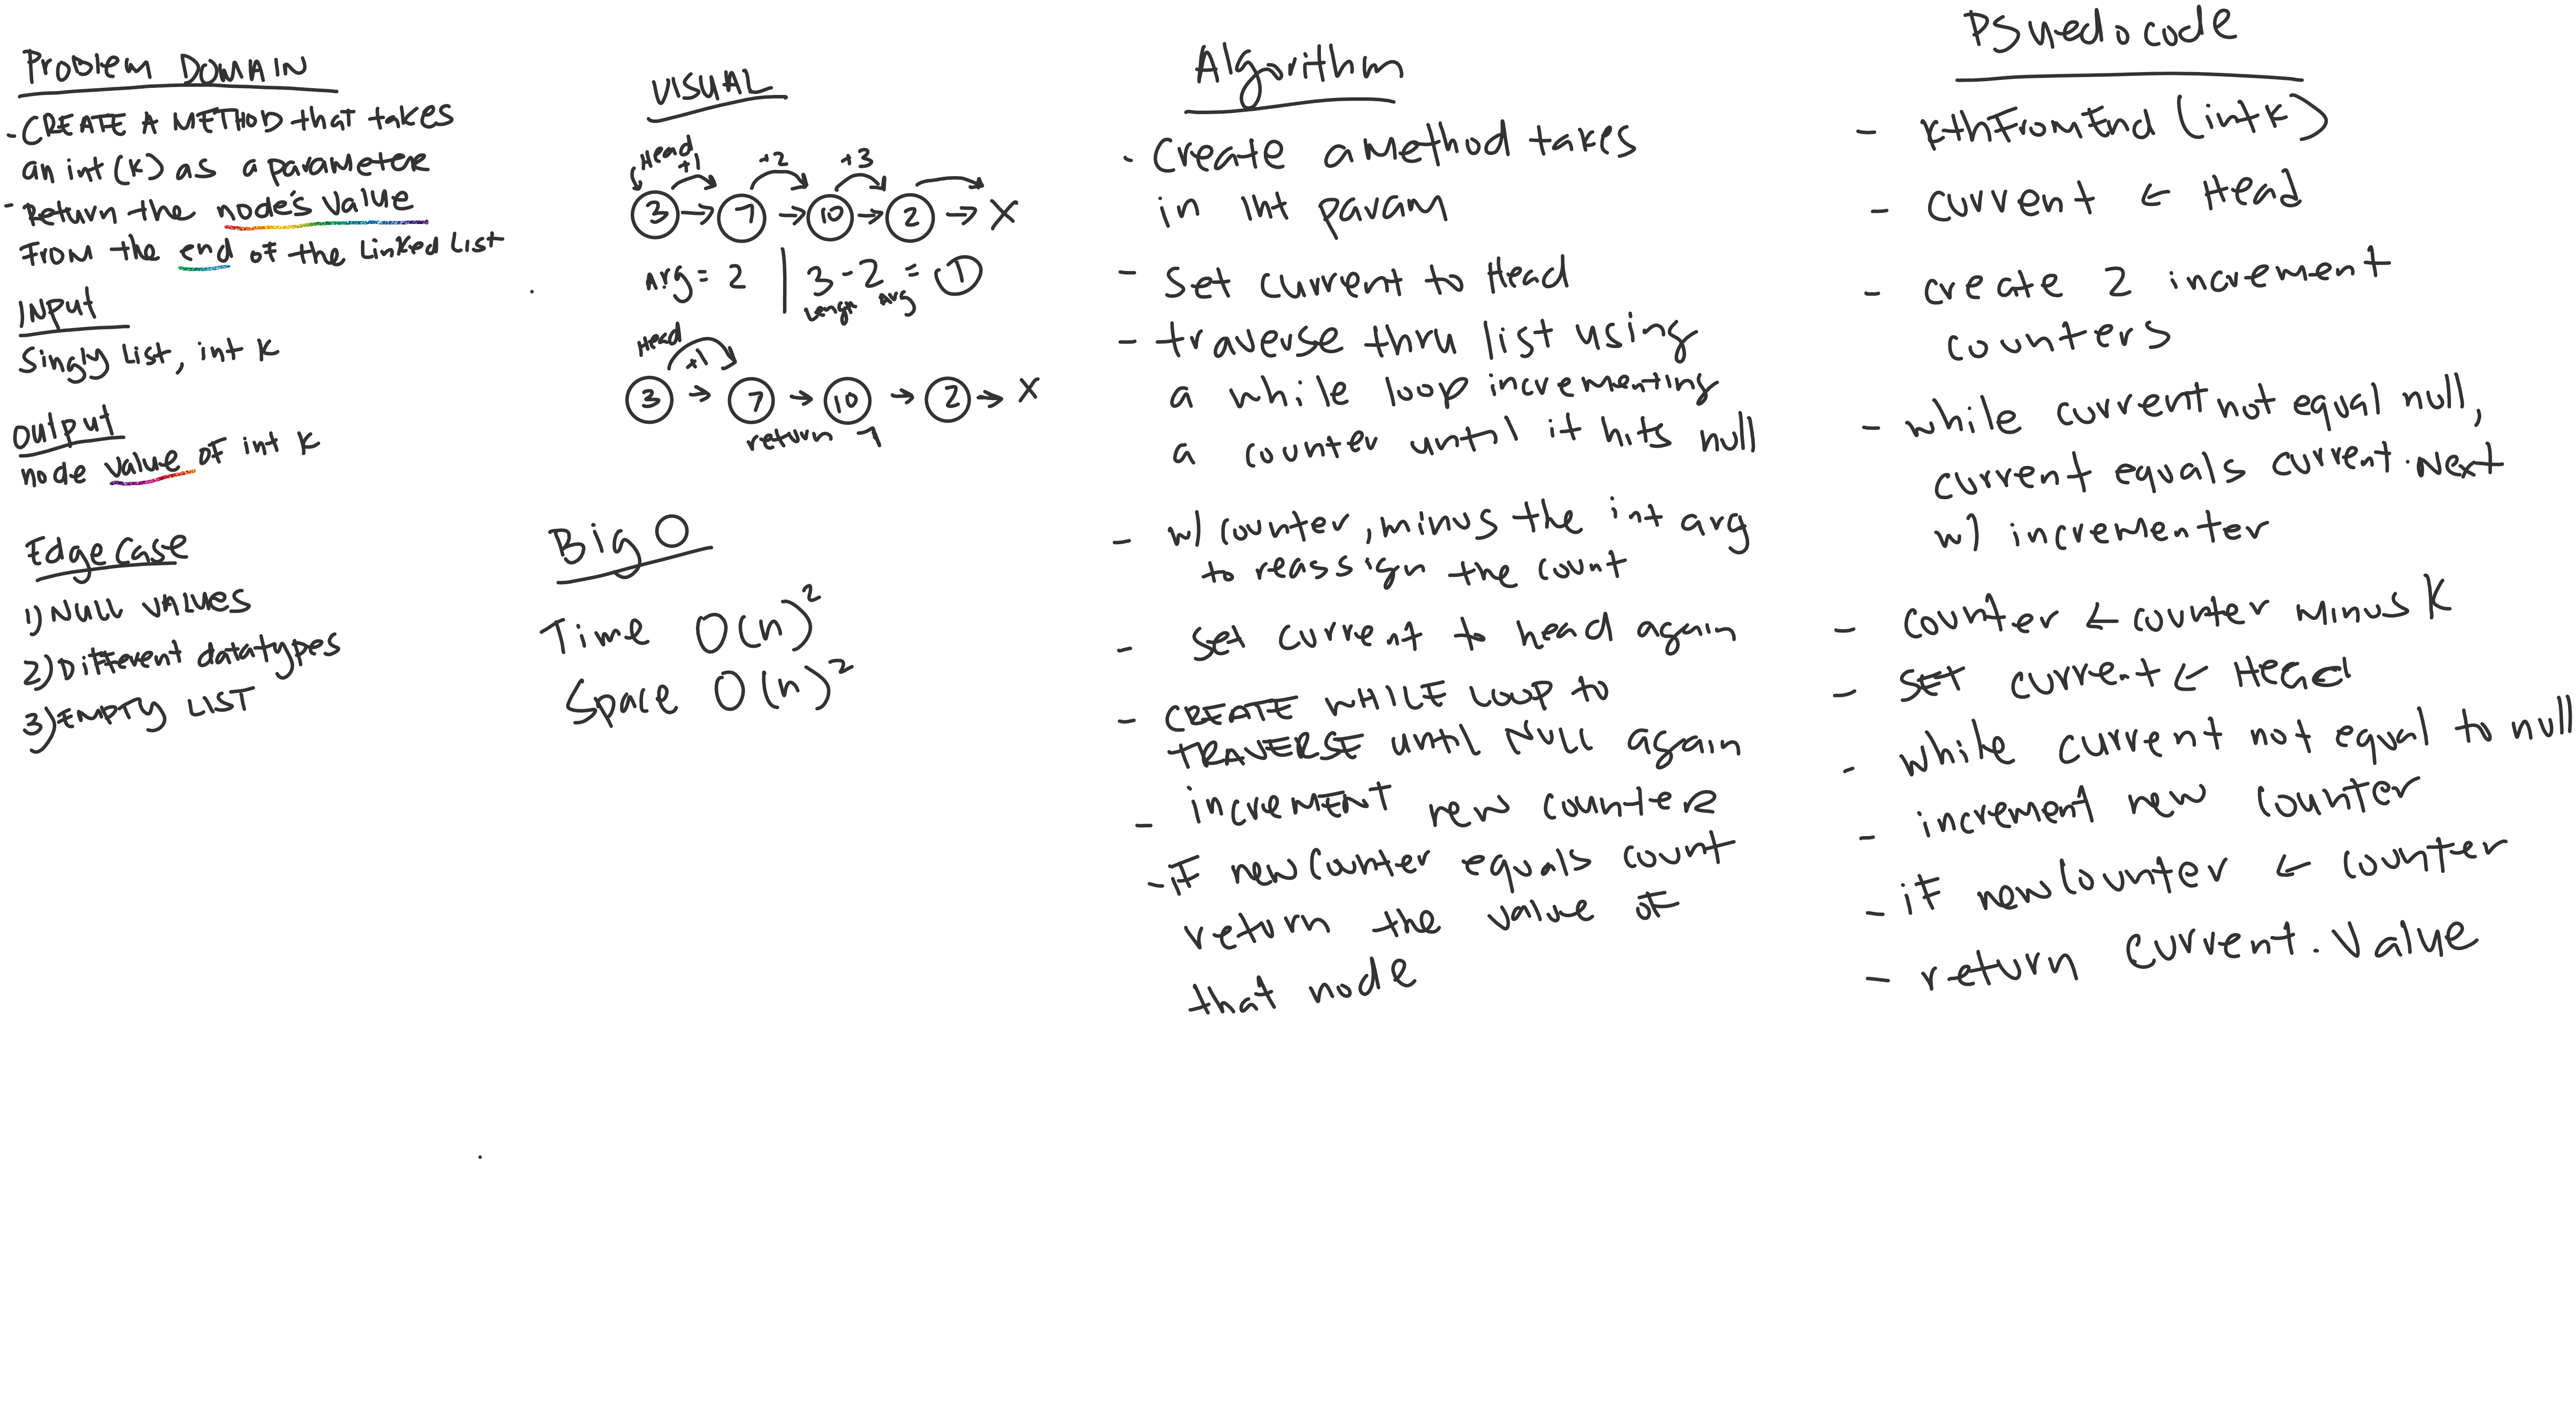 Problem DOMAIN
- CREATE A METHOD that takes
an int (k) as a parameter
- Return the node's value
From the end of the Linked List
INPUT
Singly List, int k
output
node value of int k
Edge Case
1) NULL VALUES
2) Different datatypes
3) EMPTY LIST
VISUAL
Head
+1 +2 +3
3 → 7 → 10 → 2 → X
Arg = 2 | 3 - 2 = 1
Length Arg
Head
+1
3 → 7 → 10 → 2 → X
return 7
Big O
Time O(n)²
Space O(n)²
Algorithm
- Create a method takes
in Int param
- Set current to Head
- traverse thru list using
a while loop incrementing
a counter until it hits null
- w/ counter, minus the int arg
to reassign the count
- Set current to head again
- CREATE WHILE LOOP to
TRAVERSE until NULL again
- increMENT new counter
- if newCounter equals count
return the value of
that node
PSuedocode
- kthFromEnd (int k)
- current ← Head
- create 2 increment
counters
- while current not equal null,
current equals current.Next
w/ incrementer
- counter ← counter minus K
- SET current ← Head
- while current not equal to null
- increment new counter
- if newCounter ← counter
- return current.Value